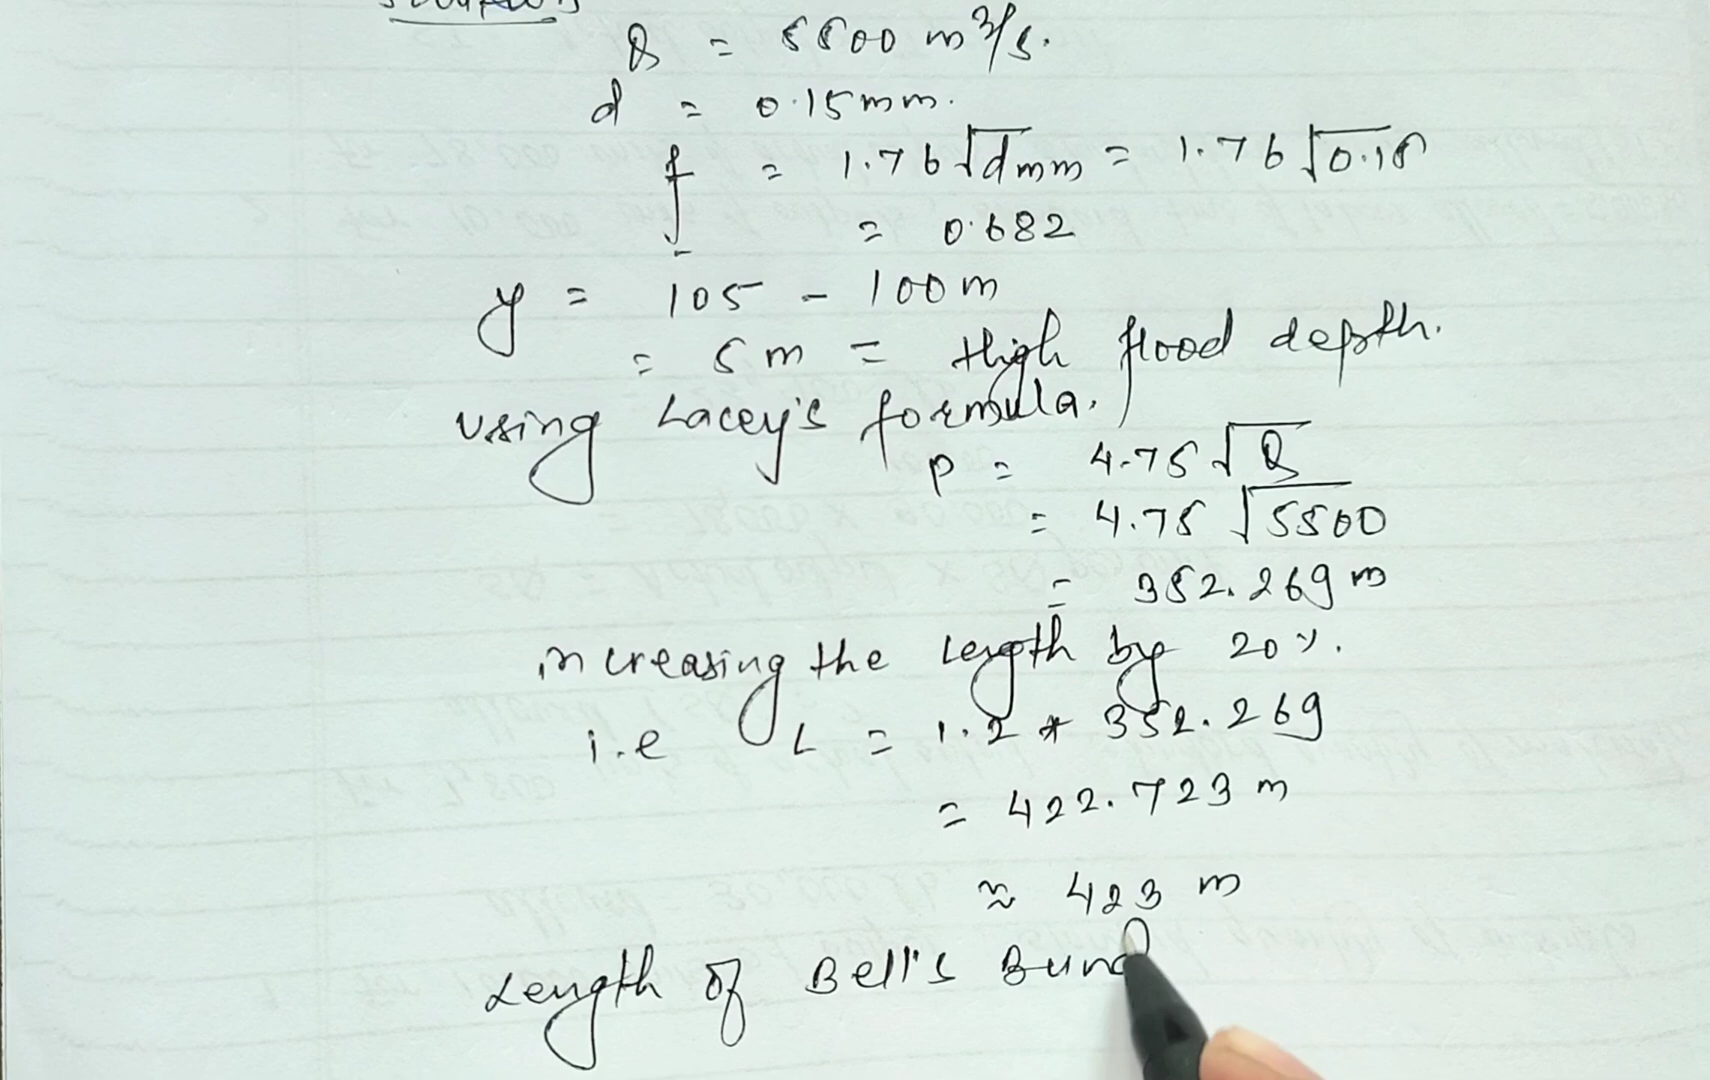 Solution
Q = 5500 m³/s.
d = 0.15mm.
f = 1.76√dmm = 1.76√0.15
= 0.682
y = 105 - 100m
= 5m = High flood depth.
using Lacey's formula,
P = 4.75√Q
= 4.75√5500
= 352.269 m
increasing the length by 20%.
i.e L = 1.2 * 352.269
= 422.723 m
≈ 423 m
Length of Bell's Bund